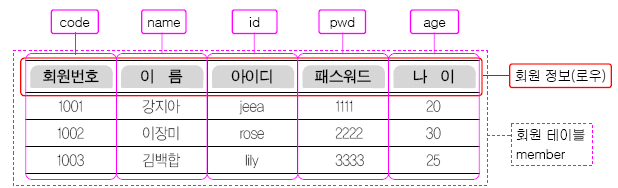 code name id pwd age
회원번호 이 름 아이디 패스워드 나 이
회원 정보(로우)
1001 강지아 jeea 1111 20
1002 이장미 rose 2222 30
1003 김백합 lily 3333 25
회원 테이블
member